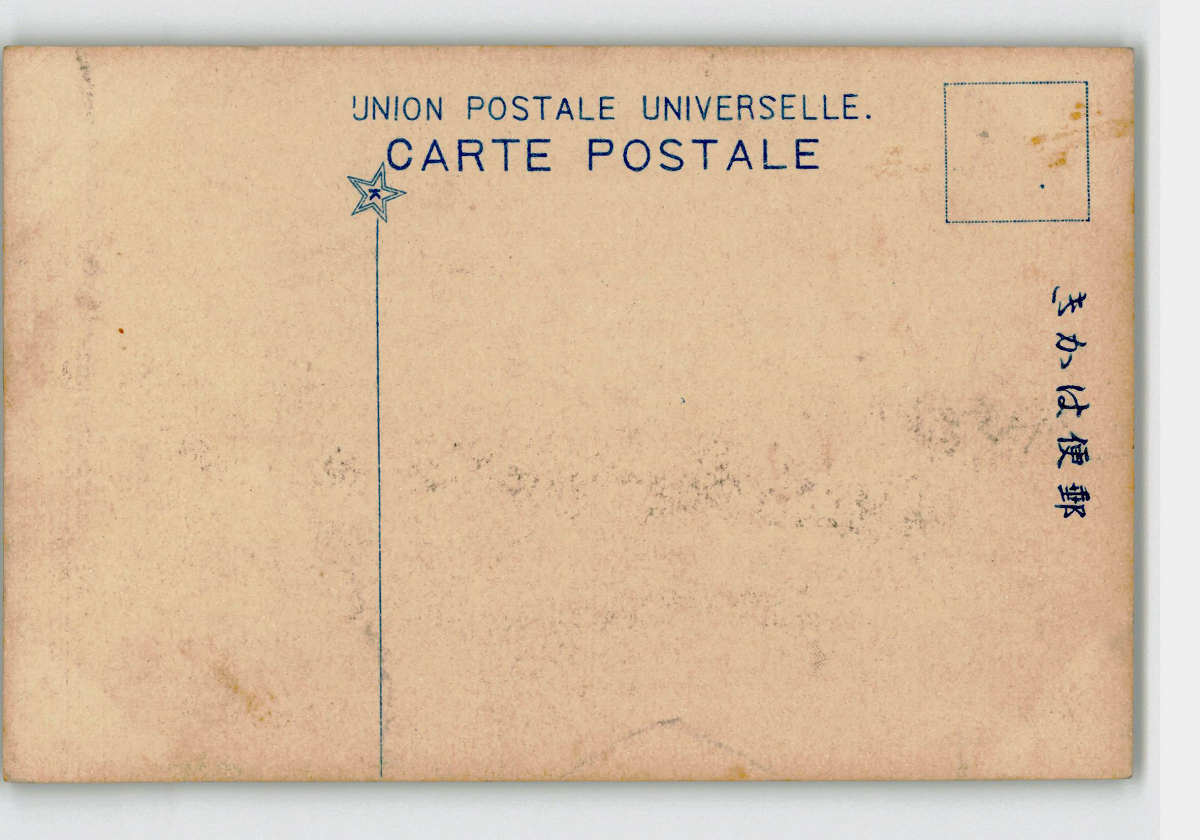 UNION POSTALE UNIVERSELLE.
CARTE POSTALE
K
郵便はかき